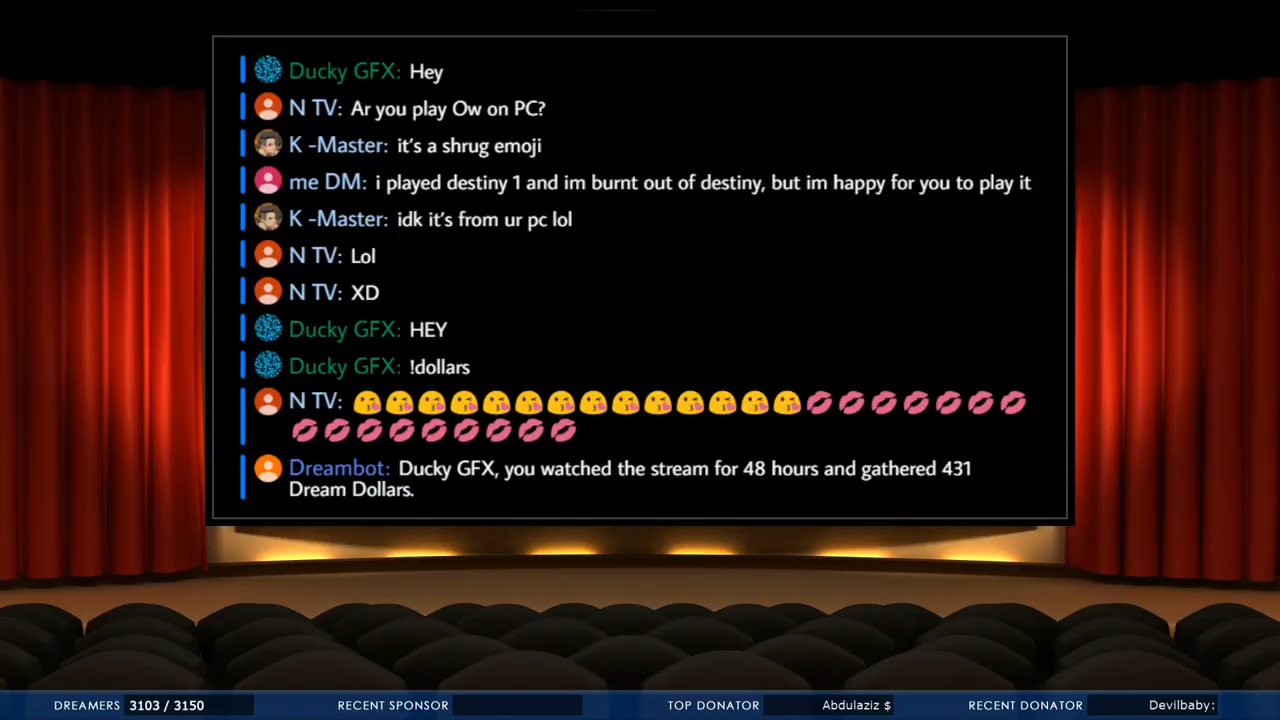 Ducky GFX: Hey
N TV: Ar you play Ow on PC?
K -Master: it's a shrug emoji
me DM: i played destiny 1 and im burnt out of destiny, but im happy for you to play it
K -Master: idk it's from ur pc lol
N TV: Lol
N TV: XD
Ducky GFX: HEY
Ducky GFX: !dollars
N TV: 😘😘😘😘😘😘😘😘😘😘😘😘😘😘💋💋💋💋💋💋💋
💋💋💋💋💋💋💋💋💋
Dreambot: Ducky GFX, you watched the stream for 48 hours and gathered 431
Dream Dollars.
DREAMERS 3103 / 3150 RECENT SPONSOR TOP DONATOR Abdulaziz $ RECENT DONATOR Devilbaby: